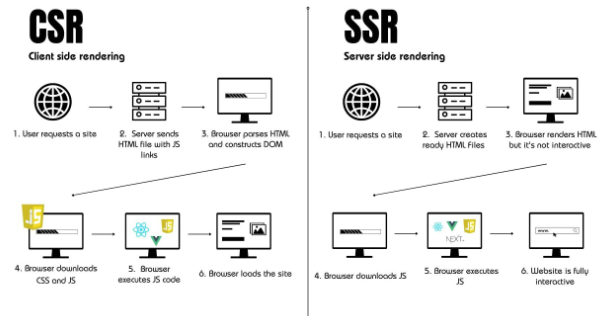 CSR
Client side rendering
1. User requests a site
2. Server sends
HTML file with JS
links
3. Browser parses HTML
and constructs DOM
JS
4. Browser downloads
CSS and JS
5. Browser
executes JS code
6. Browser loads the site
SSR
Server side rendering
1. User requests a site
2. Server creates
ready HTML files
3. Browser renders HTML
but it's not interactive
4. Browser downloads JS
JS
NEXT
5. Browser executes
JS
www.
6. Website is fully
interactive